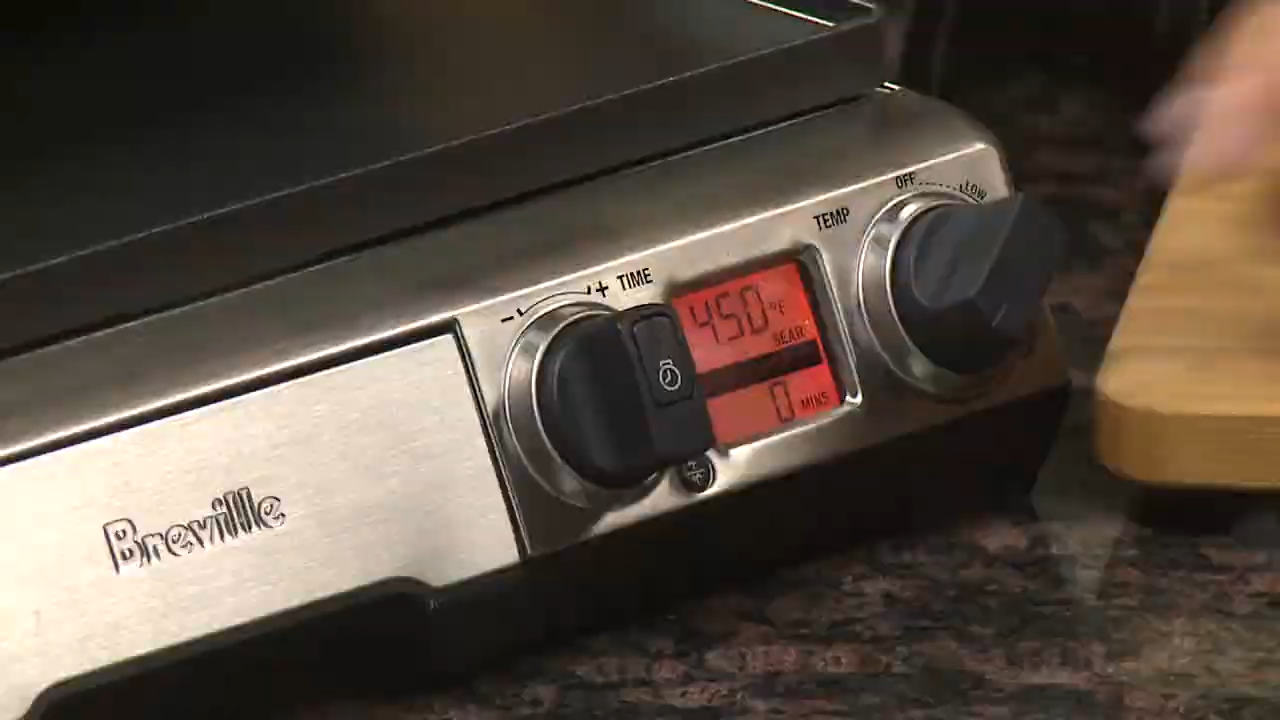 OFF LOW
TEMP
- + TIME
450°F
SEAR
0 MINS
Breville